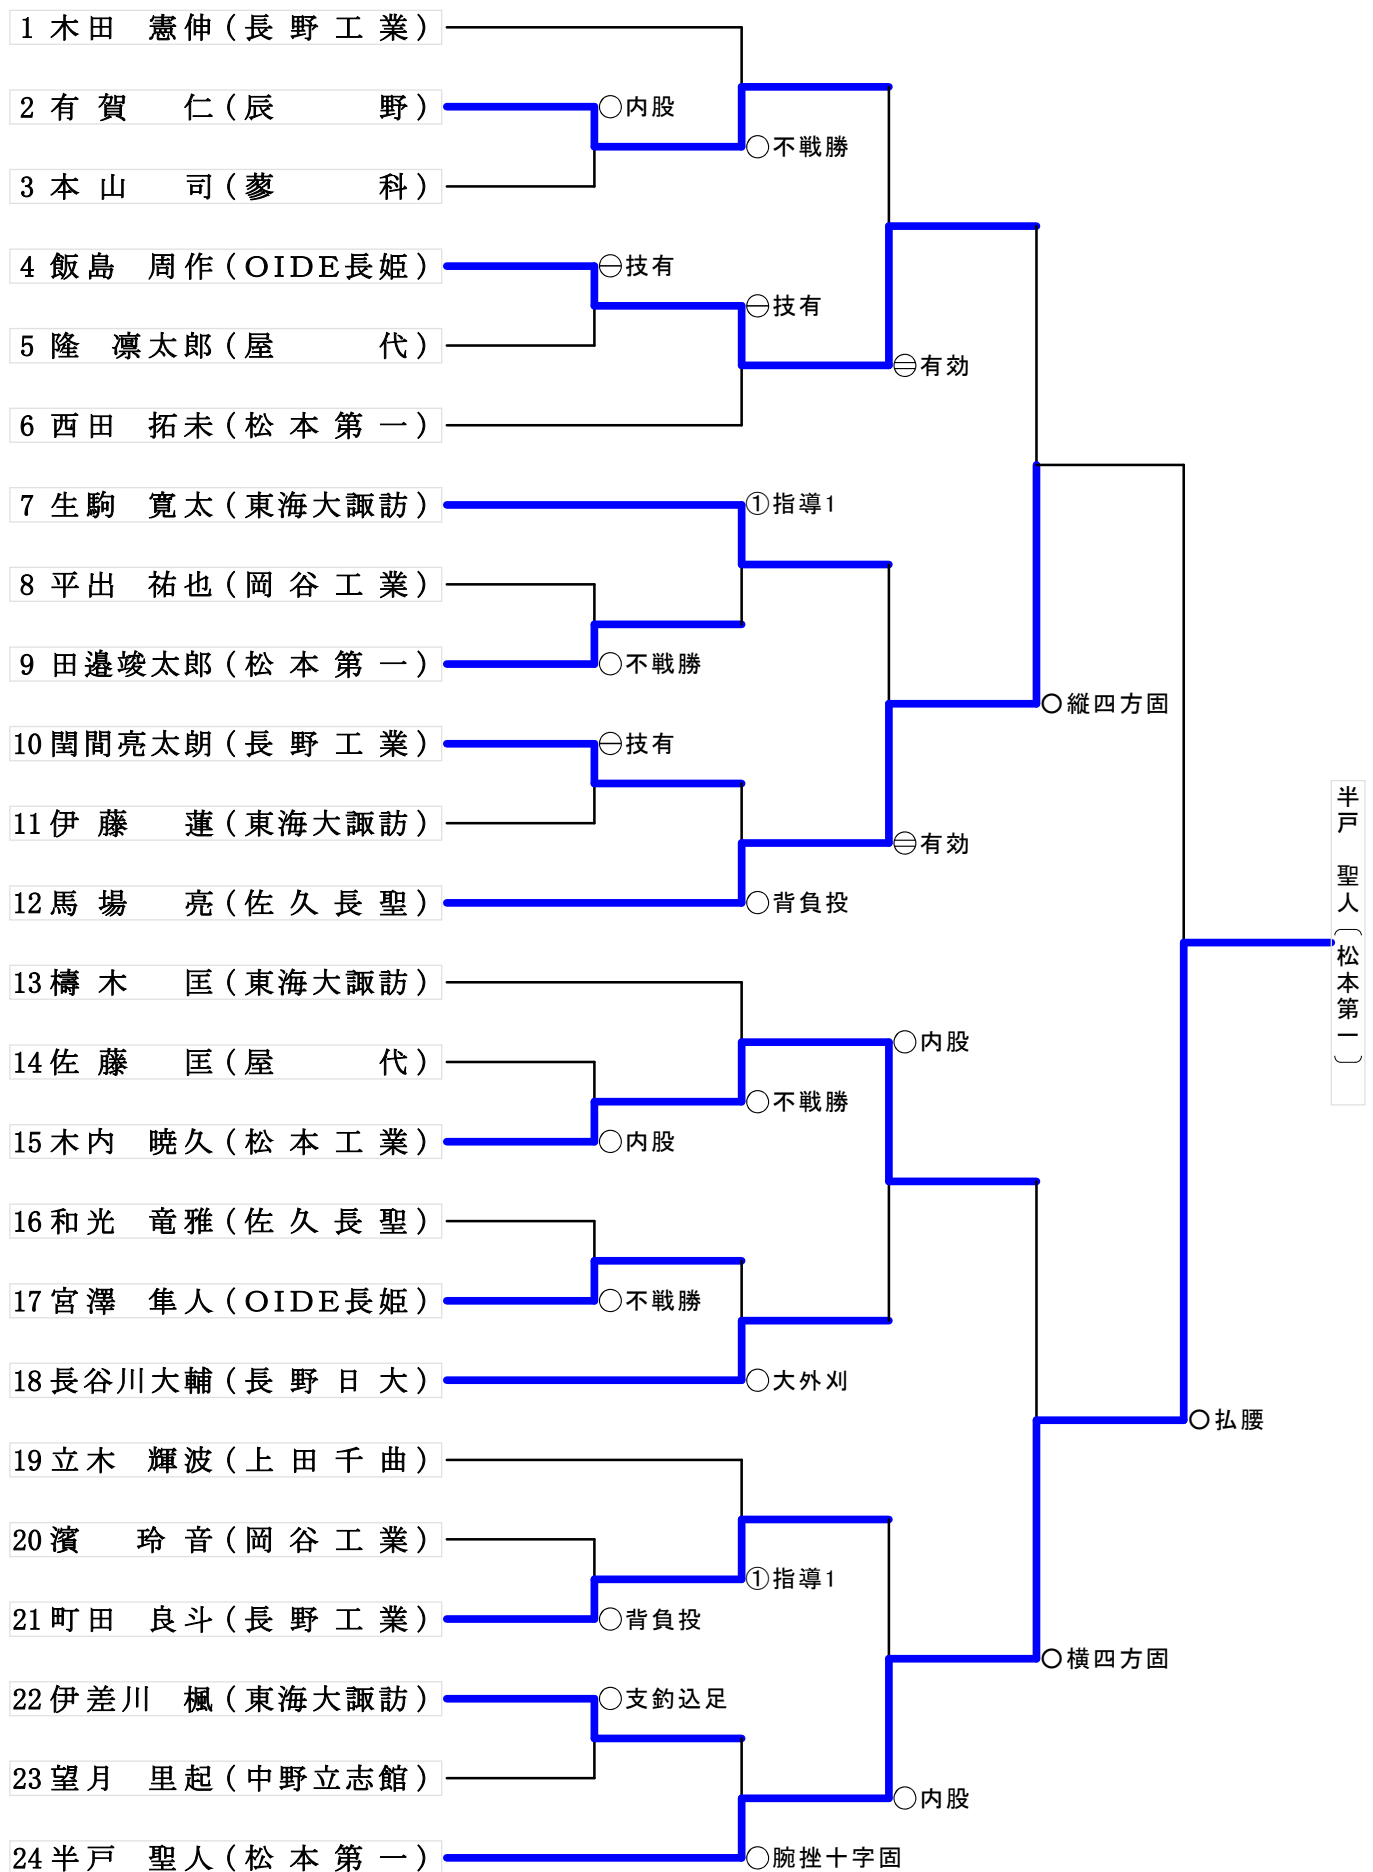 1 木田 憲伸(長野工業)
2 有賀 仁(辰野) ○内股
○不戦勝
3 本山 司(蓼科)
4 飯島 周作(OIDE長姫) ㊀技有
㊀技有
5 隆 凛太郎(屋代)
有効
6 西田 拓未(松本第一)
7 生駒 寛太(東海大諏訪) ①指導1
8 平出 祐也(岡谷工業)
9 田邉竣太郎(松本第一) ○不戦勝
○縦四方固
10 閏間亮太朗(長野工業) ㊀技有
11 伊藤 蓮(東海大諏訪)
有効
12 馬場 亮(佐久長聖) ○背負投
半戸 聖人〔松本第一〕
13 檮木 匡(東海大諏訪)
○内股
14 佐藤 匡(屋代)
○不戦勝
15 木内 暁久(松本工業) ○内股
16 和光 竜雅(佐久長聖)
17 宮澤 隼人(OIDE長姫) ○不戦勝
18 長谷川大輔(長野日大) ○大外刈
○払腰
19 立木 輝波(上田千曲)
20 濱 玲音(岡谷工業)
①指導1
21 町田 良斗(長野工業) ○背負投
○横四方固
22 伊差川 楓(東海大諏訪) ○支釣込足
23 望月 里起(中野立志館)
○内股
24 半戸 聖人(松本第一) ○腕挫十字固